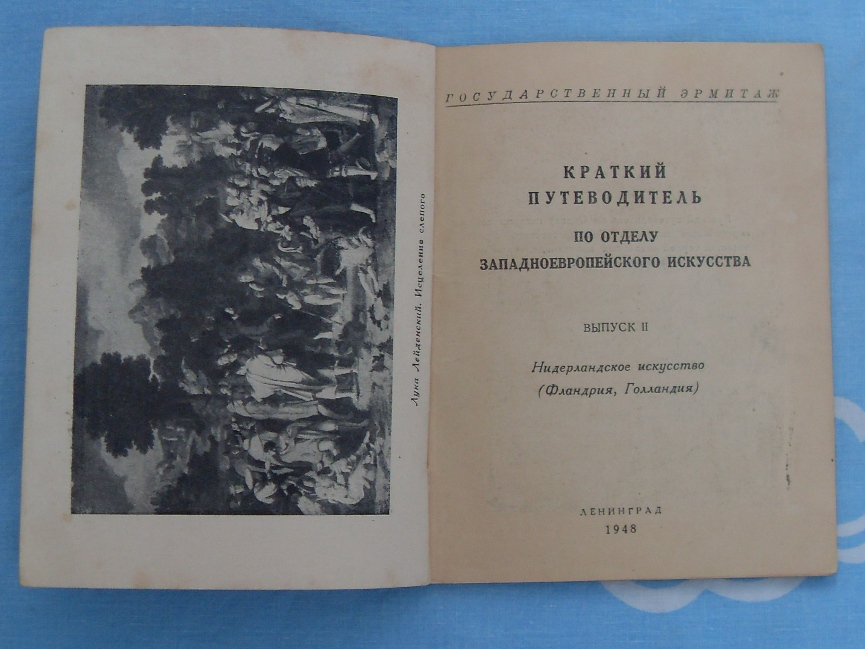 Лука Лейденский. Исцеления слепого
ГОСУДАРСТВЕННЫЙ ЭРМИТАЖ
КРАТКИЙ
ПУТЕВОДИТЕЛЬ
ПО ОТДЕЛУ
ЗАПАДНОЕВРОПЕЙСКОГО ИСКУССТВА
ВЫПУСК II
Нидерландское искусство
(Фландрия, Голландия)
ЛЕНИНГРАД
1948